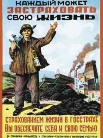 КАЖДЫЙ МОЖЕТ
ЗАСТРАХОВАТЬ
СВОЮ ЖИЗНЬ
СТРАХОВАНИЕМ ЖИЗНИ В ГОССТРАХЕ
ВЫ ОБЕСПЕЧИТЕ СЕБЯ И СВОЮ СЕМЬЮ